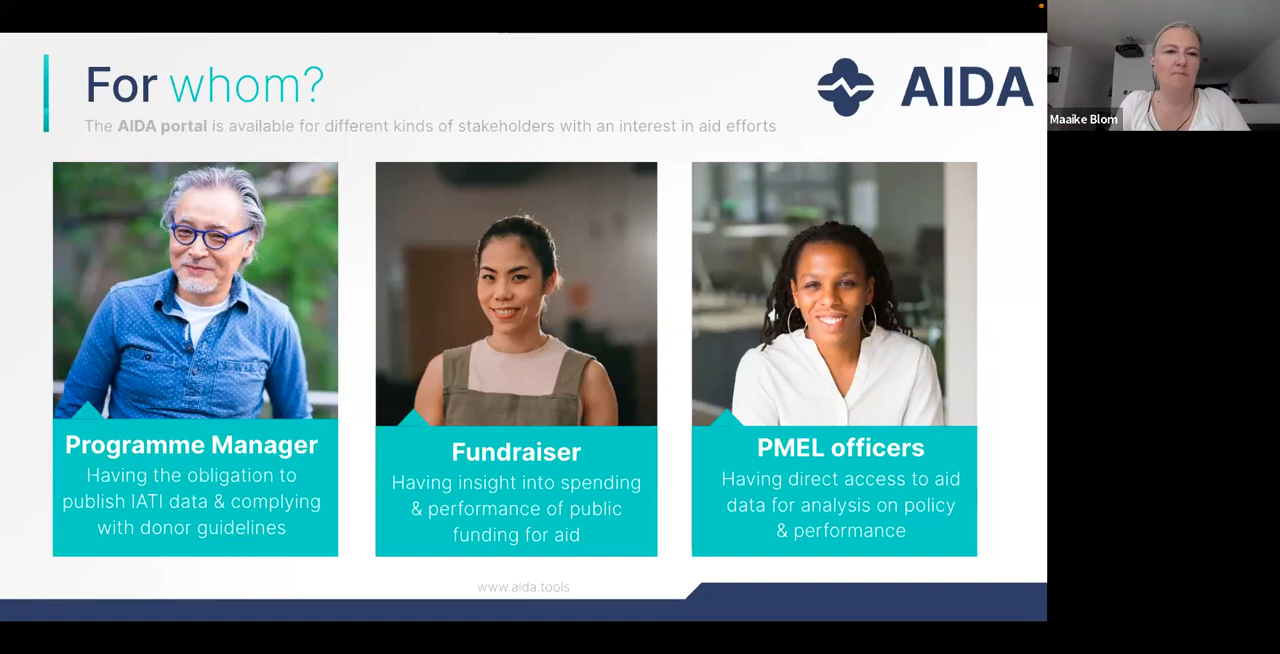 For whom?
AIDA
The AIDA portal is available for different kinds of stakeholders with an interest in aid efforts
Maaike Blom
Programme Manager
Having the obligation to
publish IATI data & complying
with donor guidelines
Fundraiser
Having insight into spending
& performance of public
funding for aid
PMEL officers
Having direct access to aid
data for analysis on policy
& performance
www.aida.tools